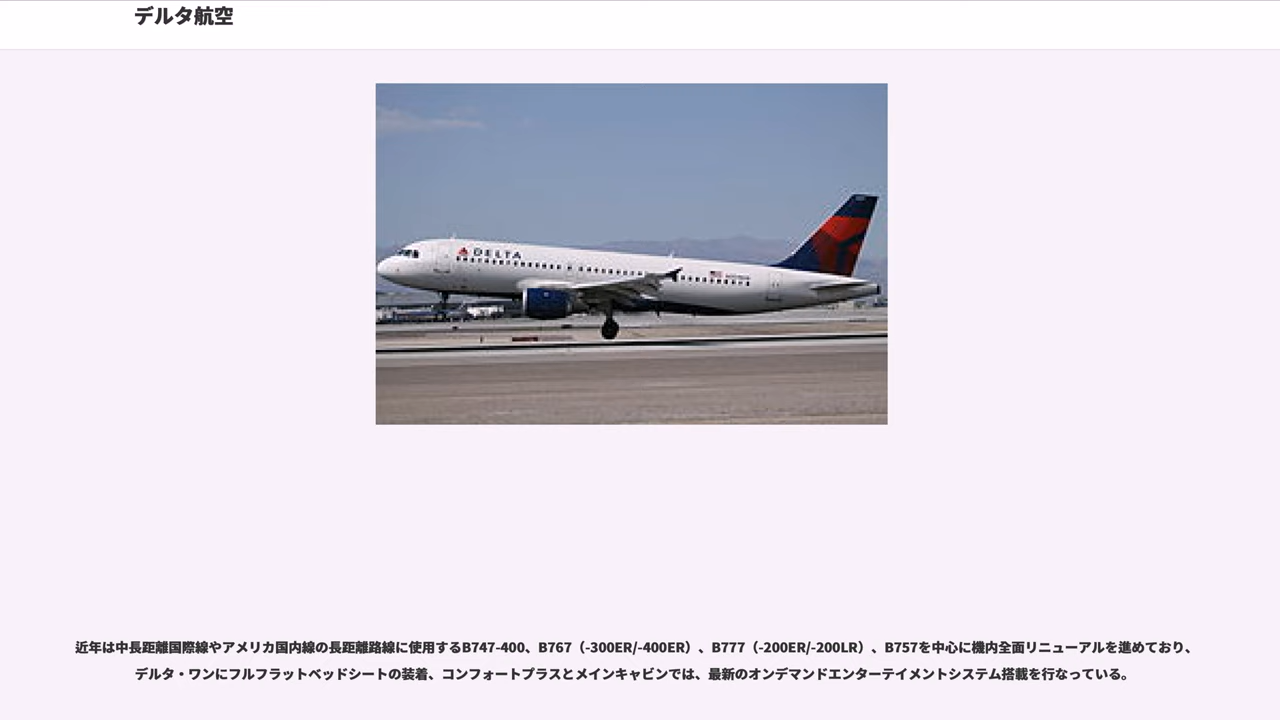 デルタ航空
DELTA
近年は中長距離国際線やアメリカ国内線の長距離路線に使用するB747-400、B767（-300ER/-400ER）、B777（-200ER/-200LR）、B757を中心に機内全面リニューアルを進めており、
デルタ・ワンにフルフラットベッドシートの装着、コンフォートプラスとメインキャビンでは、最新のオンデマンドエンターテイメントシステム搭載を行なっている。